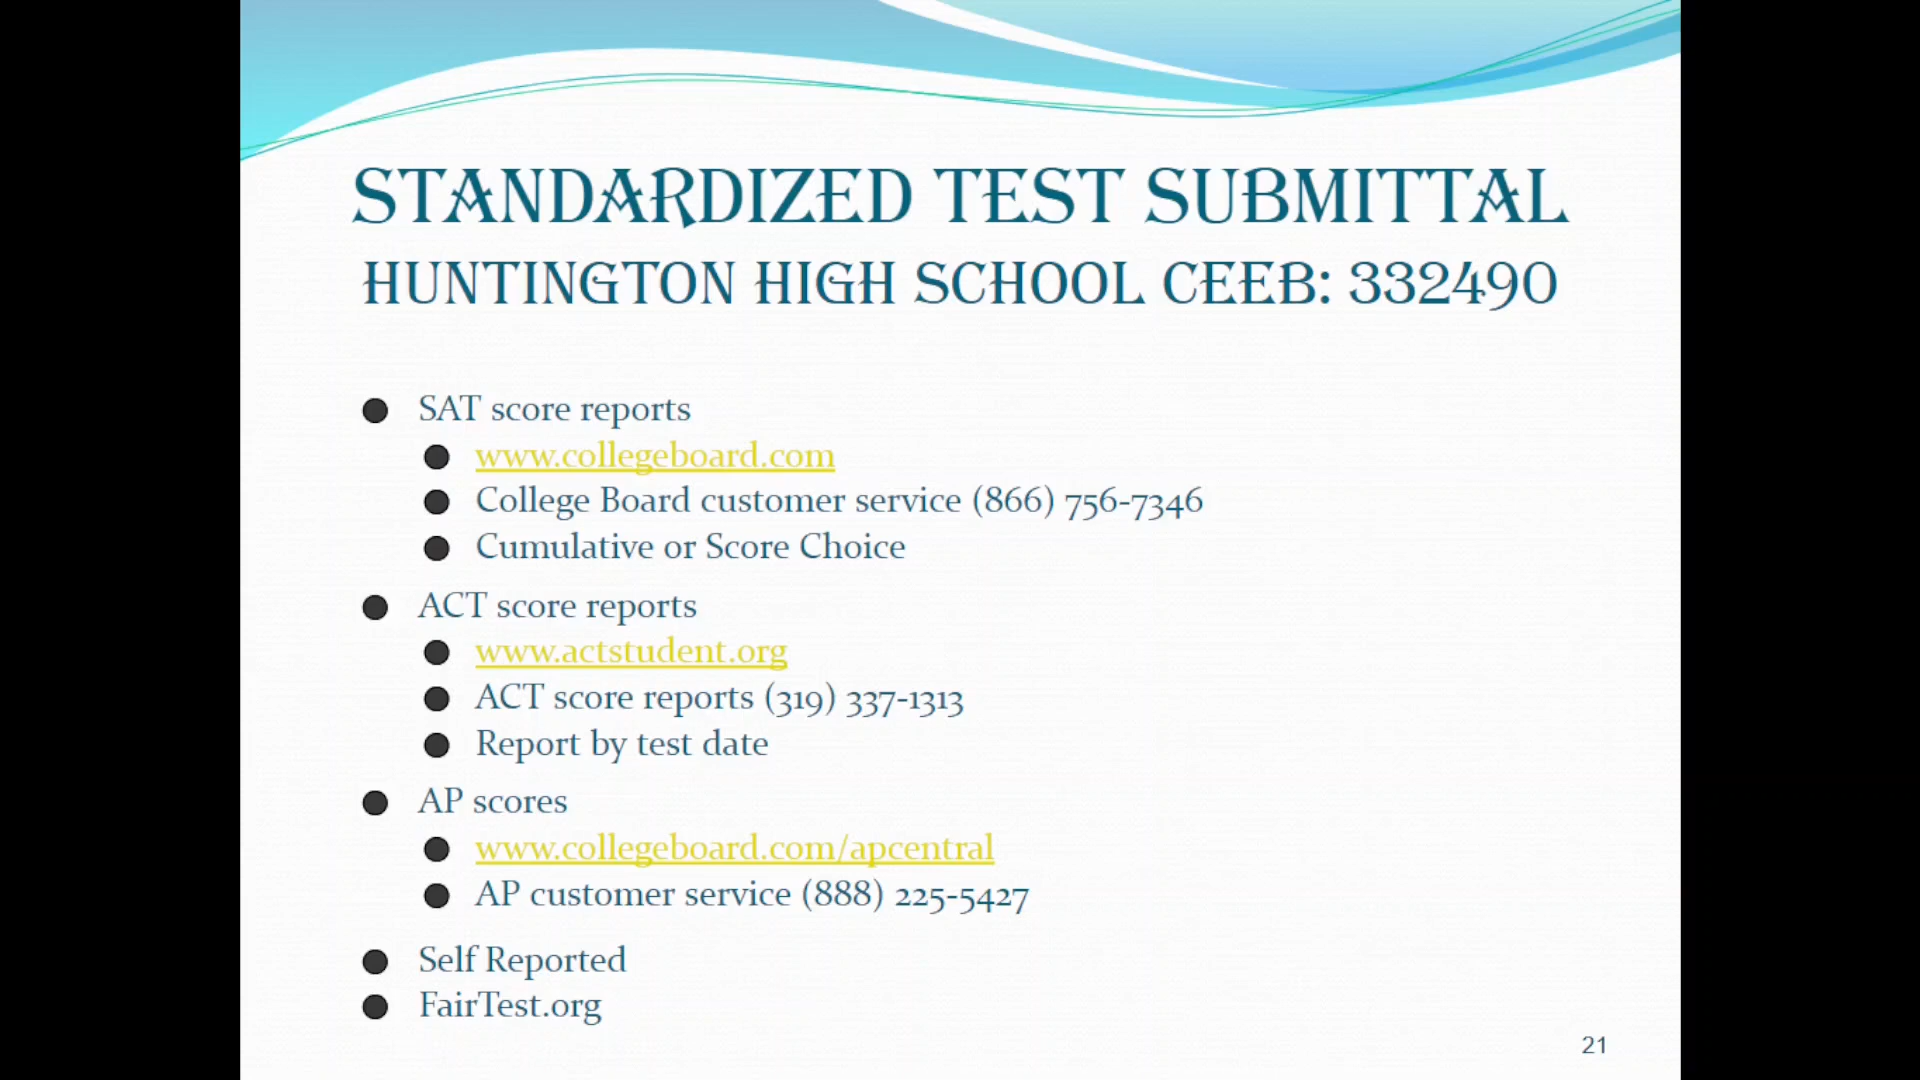 STANDARDIZED TEST SUBMITTAL
HUNTINGTON HIGH SCHOOL CEEB: 332490
● SAT score reports
● www.collegeboard.com
● College Board customer service (866) 756-7346
● Cumulative or Score Choice
● ACT score reports
● www.actstudent.org
● ACT score reports (319) 337-1313
● Report by test date
● AP scores
● www.collegeboard.com/apcentral
● AP customer service (888) 225-5427
● Self Reported
● FairTest.org
21